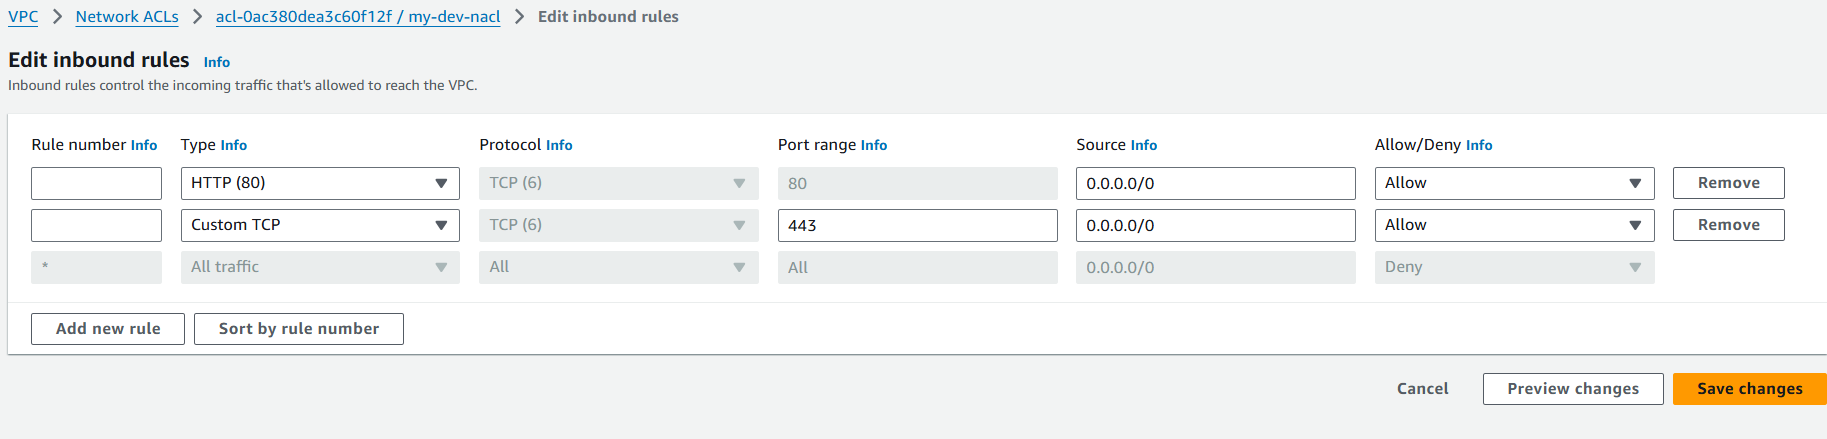 VPC > Network ACLs > acl-0ac380dea3c60f12f / my-dev-nacl > Edit inbound rules
Edit inbound rules Info
Inbound rules control the incoming traffic that's allowed to reach the VPC.
Rule number Info Type Info Protocol Info Port range Info Source Info Allow/Deny Info
HTTP (80) TCP (6) 80 0.0.0.0/0 Allow Remove
Custom TCP TCP (6) 443 0.0.0.0/0 Allow Remove
* All traffic All All 0.0.0.0/0 Deny
Add new rule Sort by rule number
Cancel Preview changes Save changes